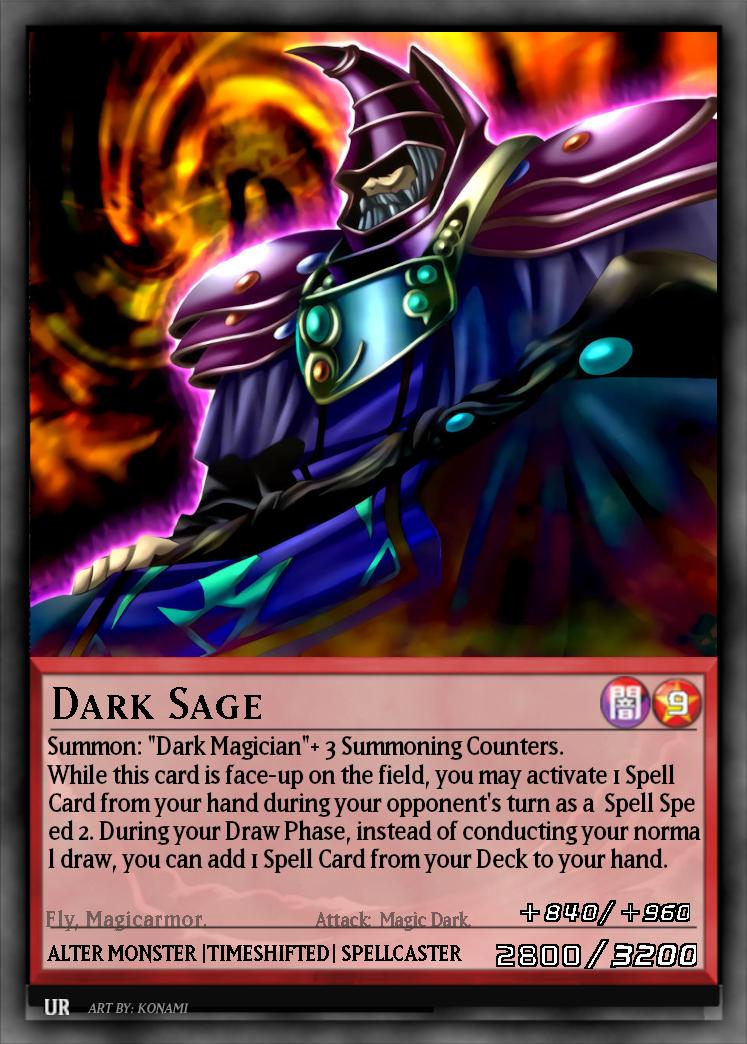 DARK SAGE 闇 9
Summon: "Dark Magician"+ 3 Summoning Counters.
While this card is face-up on the field, you may activate 1 Spell
Card from your hand during your opponent's turn as a Spell Spe
ed 2. During your Draw Phase, instead of conducting your norma
l draw, you can add 1 Spell Card from your Deck to your hand.
Fly, Magicarmor. Attack: Magic Dark. +840/+960
ALTER MONSTER |TIMESHIFTED| SPELLCASTER 2800/3200
UR ART BY: KONAMI